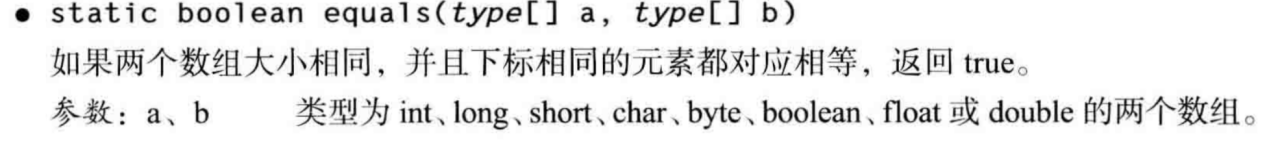 ● static boolean equals(type[] a, type[] b)
如果两个数组大小相同，并且下标相同的元素都对应相等，返回 true。
参数：a、b 类型为 int、long、short、char、byte、boolean、float 或 double 的两个数组。